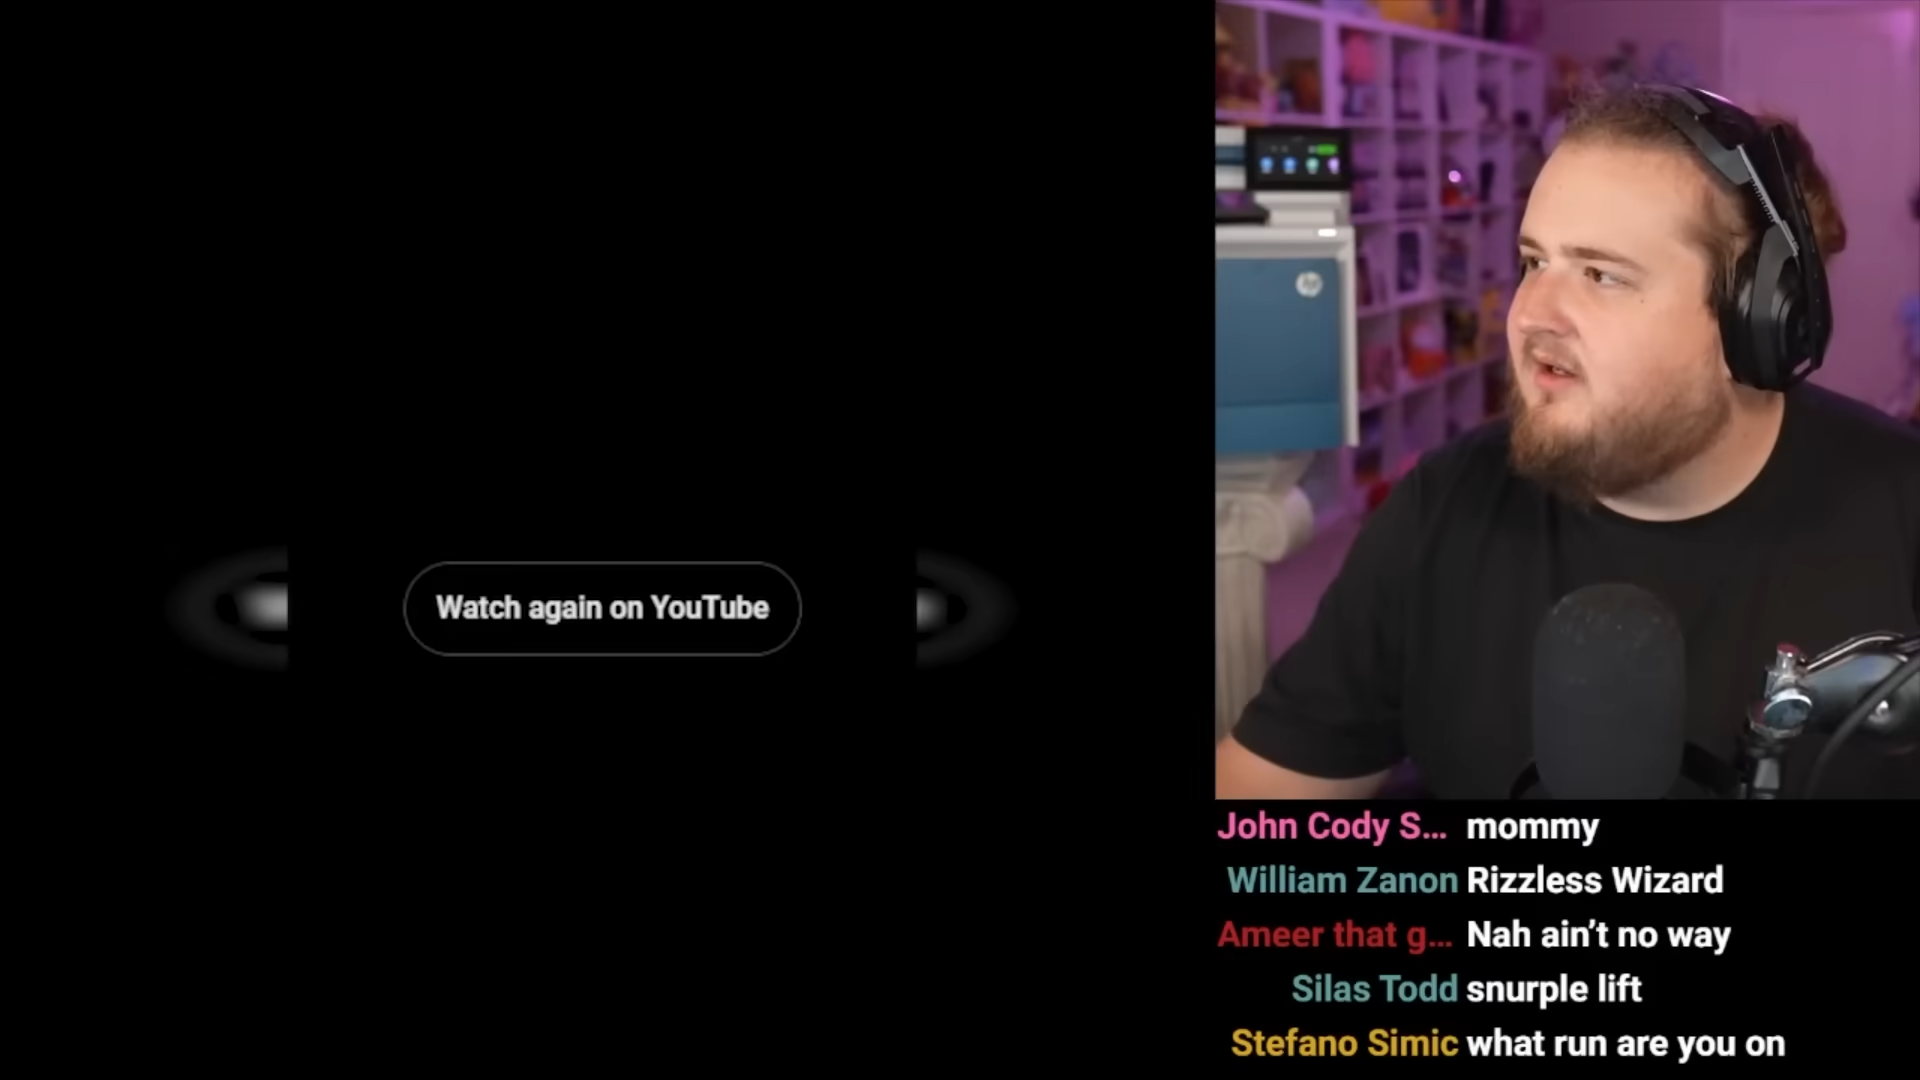 Watch again on YouTube
hp
John Cody S... mommy
William Zanon Rizzless Wizard
Ameer that g... Nah ain't no way
Silas Todd snurple lift
Stefano Simic what run are you on